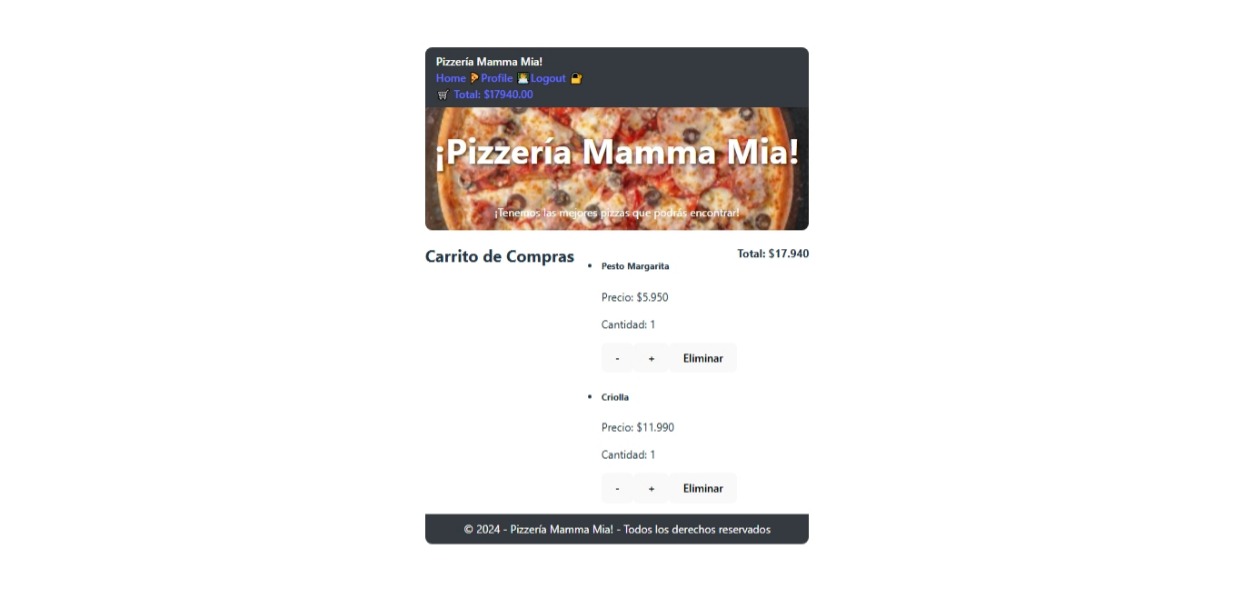 Pizzería Mamma Mia!
Home 🍕Profile 👨‍💻Logout 🔐
🛒 Total: $17940.00
¡Pizzería Mamma Mia!
¡Tenemos las mejores pizzas que podrás encontrar!
Carrito de Compras
• Pesto Margarita
Precio: $5.950
Cantidad: 1
- + Eliminar
• Criolla
Precio: $11.990
Cantidad: 1
- + Eliminar
Total: $17.940
© 2024 - Pizzería Mamma Mia! - Todos los derechos reservados